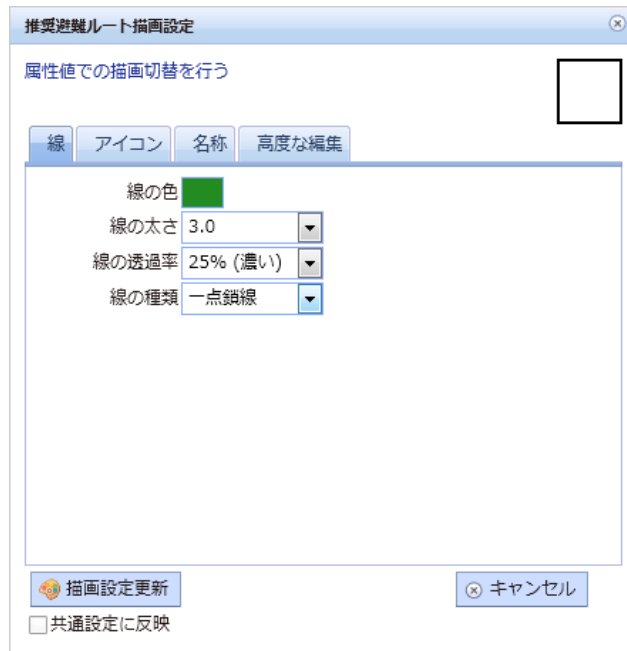 推奨避難ルート描画設定
属性値での描画切替を行う
線 アイコン 名称 高度な編集
線の色
線の太さ 3.0
線の透過率 25% (濃い)
線の種類 一点鎖線
描画設定更新 キャンセル
共通設定に反映